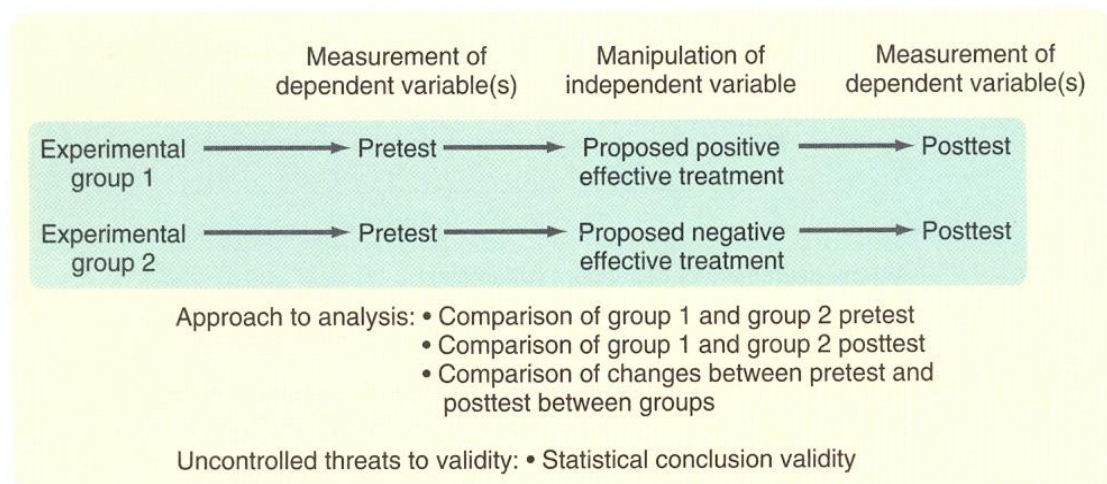 Measurement of Manipulation of Measurement of
dependent variable(s) independent variable dependent variable(s)
Experimental Pretest Proposed positive Posttest
group 1 effective treatment
Experimental Pretest Proposed negative Posttest
group 2 effective treatment
Approach to analysis: • Comparison of group 1 and group 2 pretest
• Comparison of group 1 and group 2 posttest
• Comparison of changes between pretest and
posttest between groups
Uncontrolled threats to validity: • Statistical conclusion validity